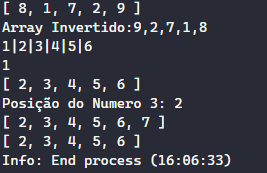 [ 8, 1, 7, 2, 9 ]
Array Invertido:9,2,7,1,8
1|2|3|4|5|6
1
[ 2, 3, 4, 5, 6 ]
Posição do Numero 3: 2
[ 2, 3, 4, 5, 6, 7 ]
[ 2, 3, 4, 5, 6 ]
Info: End process (16:06:33)